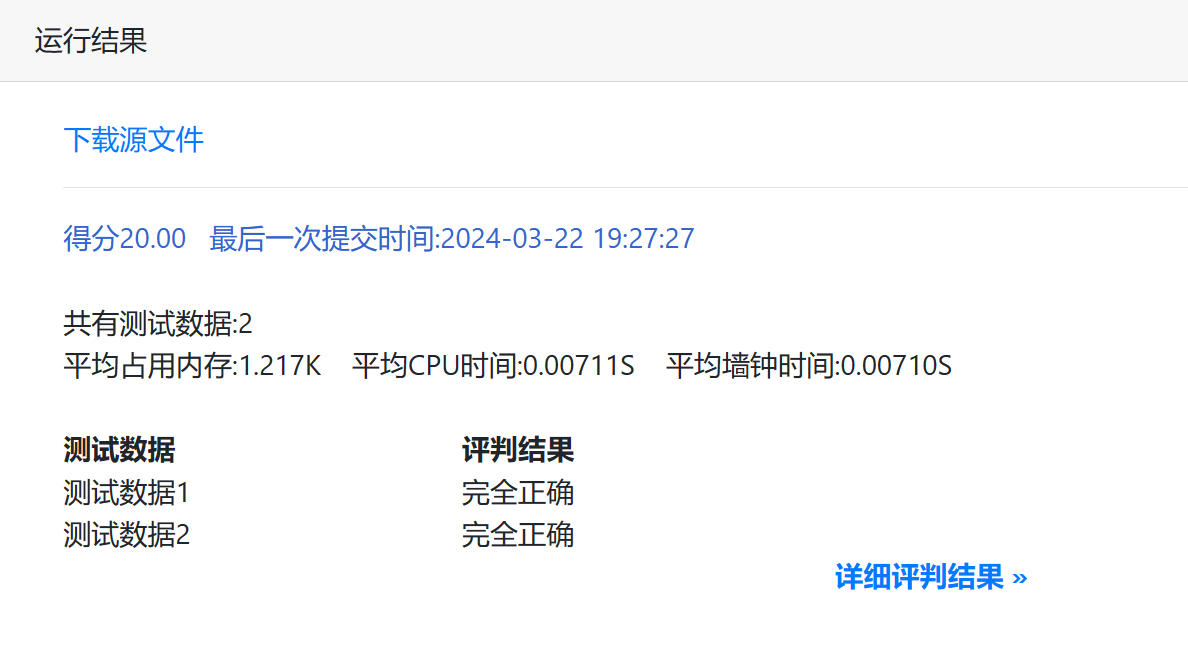 运行结果
下载源文件
得分20.00 最后一次提交时间:2024-03-22 19:27:27
共有测试数据:2
平均占用内存:1.217K 平均CPU时间:0.00711S 平均墙钟时间:0.00710S
测试数据 评判结果
测试数据1 完全正确
测试数据2 完全正确
详细评判结果 »